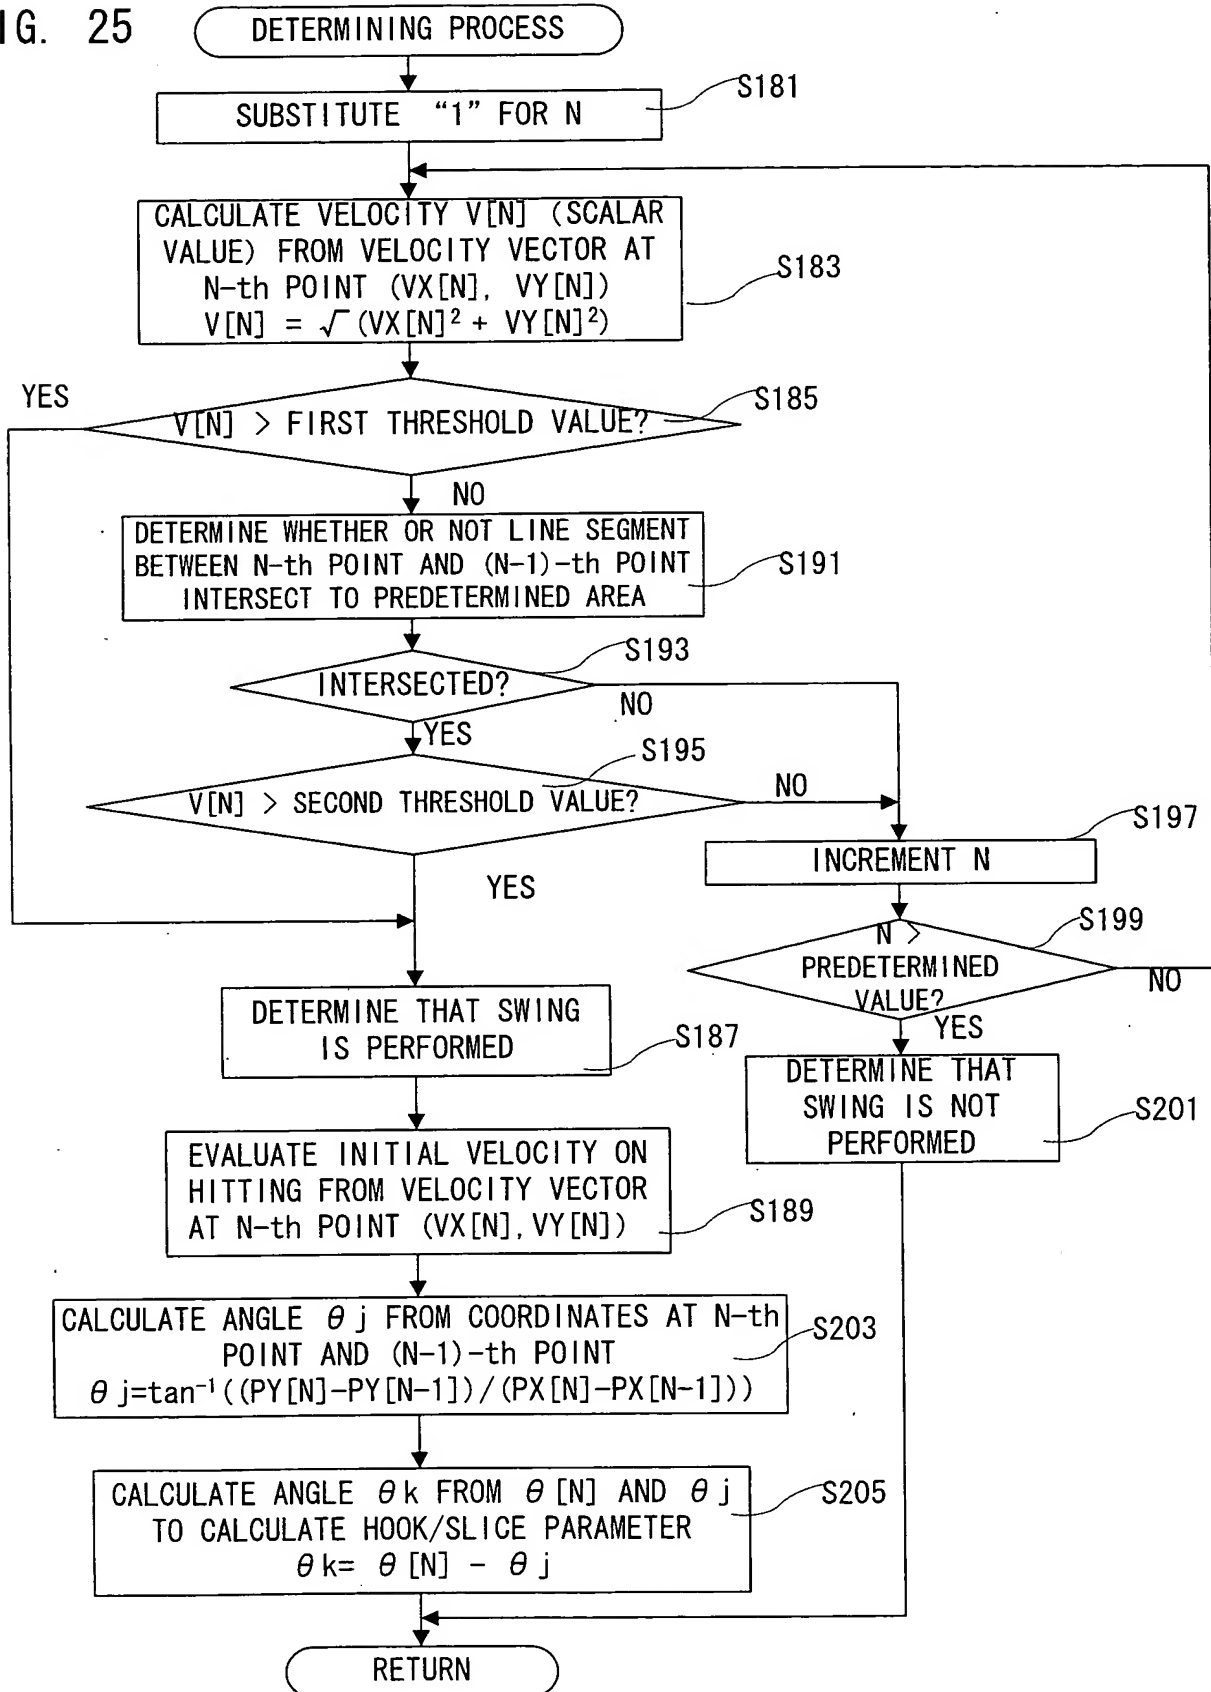 IG. 25
DETERMINING PROCESS
S181
SUBSTITUTE “1” FOR N
CALCULATE VELOCITY V[N] (SCALAR
VALUE) FROM VELOCITY VECTOR AT
N-th POINT (VX[N], VY[N])
V[N] = √(VX[N]² + VY[N]²)
S183
YES
V[N] > FIRST THRESHOLD VALUE?
S185
NO
DETERMINE WHETHER OR NOT LINE SEGMENT
BETWEEN N-th POINT AND (N-1)-th POINT
INTERSECT TO PREDETERMINED AREA
S191
INTERSECTED?
S193
NO
YES
V[N] > SECOND THRESHOLD VALUE?
S195
NO
YES
S197
INCREMENT N
S199
N >
PREDETERMINED
VALUE?
NO
YES
DETERMINE THAT SWING
IS PERFORMED
S187
DETERMINE THAT
SWING IS NOT
PERFORMED
S201
EVALUATE INITIAL VELOCITY ON
HITTING FROM VELOCITY VECTOR
AT N-th POINT (VX[N], VY[N])
S189
CALCULATE ANGLE θj FROM COORDINATES AT N-th
POINT AND (N-1)-th POINT
θj=tan⁻¹((PY[N]-PY[N-1])/(PX[N]-PX[N-1]))
S203
CALCULATE ANGLE θk FROM θ[N] AND θj
TO CALCULATE HOOK/SLICE PARAMETER
θk= θ[N] - θj
S205
RETURN